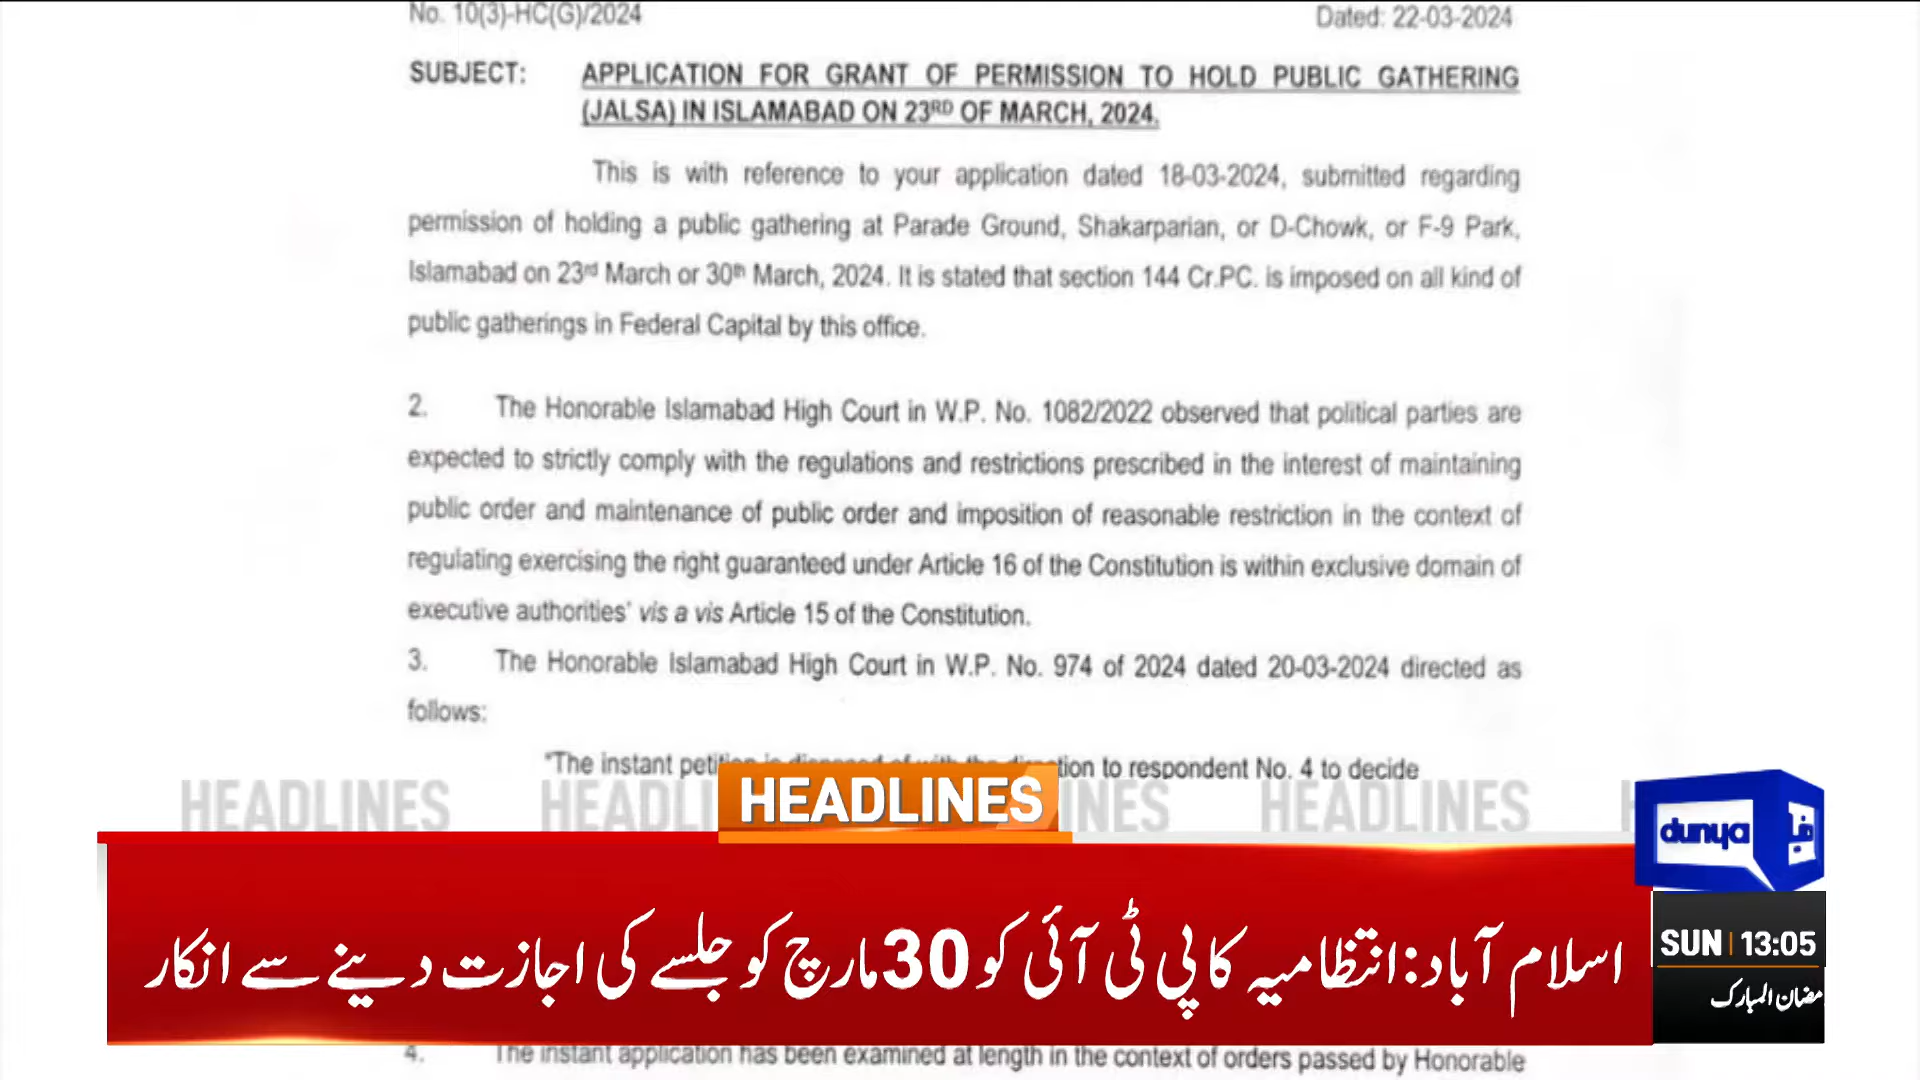 No. 10(3)-HC(G)/2024
Dated: 22-03-2024
SUBJECT: APPLICATION FOR GRANT OF PERMISSION TO HOLD PUBLIC GATHERING
(JALSA) IN ISLAMABAD ON 23RD OF MARCH, 2024.
This is with reference to your application dated 18-03-2024, submitted regarding
permission of holding a public gathering at Parade Ground, Shakarparian, or D-Chowk, or F-9 Park,
Islamabad on 23rd March or 30th March, 2024. It is stated that section 144 Cr.PC. is imposed on all kind of
public gatherings in Federal Capital by this office.
2. The Honorable Islamabad High Court in W.P. No. 1082/2022 observed that political parties are
expected to strictly comply with the regulations and restrictions prescribed in the interest of maintaining
public order and maintenance of public order and imposition of reasonable restriction in the context of
regulating exercising the right guaranteed under Article 16 of the Constitution is within exclusive domain of
executive authorities' vis a vis Article 15 of the Constitution.
3. The Honorable Islamabad High Court in W.P. No. 974 of 2024 dated 20-03-2024 directed as
follows:
"The instant to respondent No. 4 to decide
HEADLINES HEADLINES HEADLINES
HEADLINES
dunya
دنیا
اسلام آباد: انتظامیہ کا پی ٹی آئی کو 30 مارچ کو جلسے کی اجازت دینے سے انکار
SUN | 13:05
مضان المبارک
4. The instant application has been examined at length in the context of orders passed by Honorable